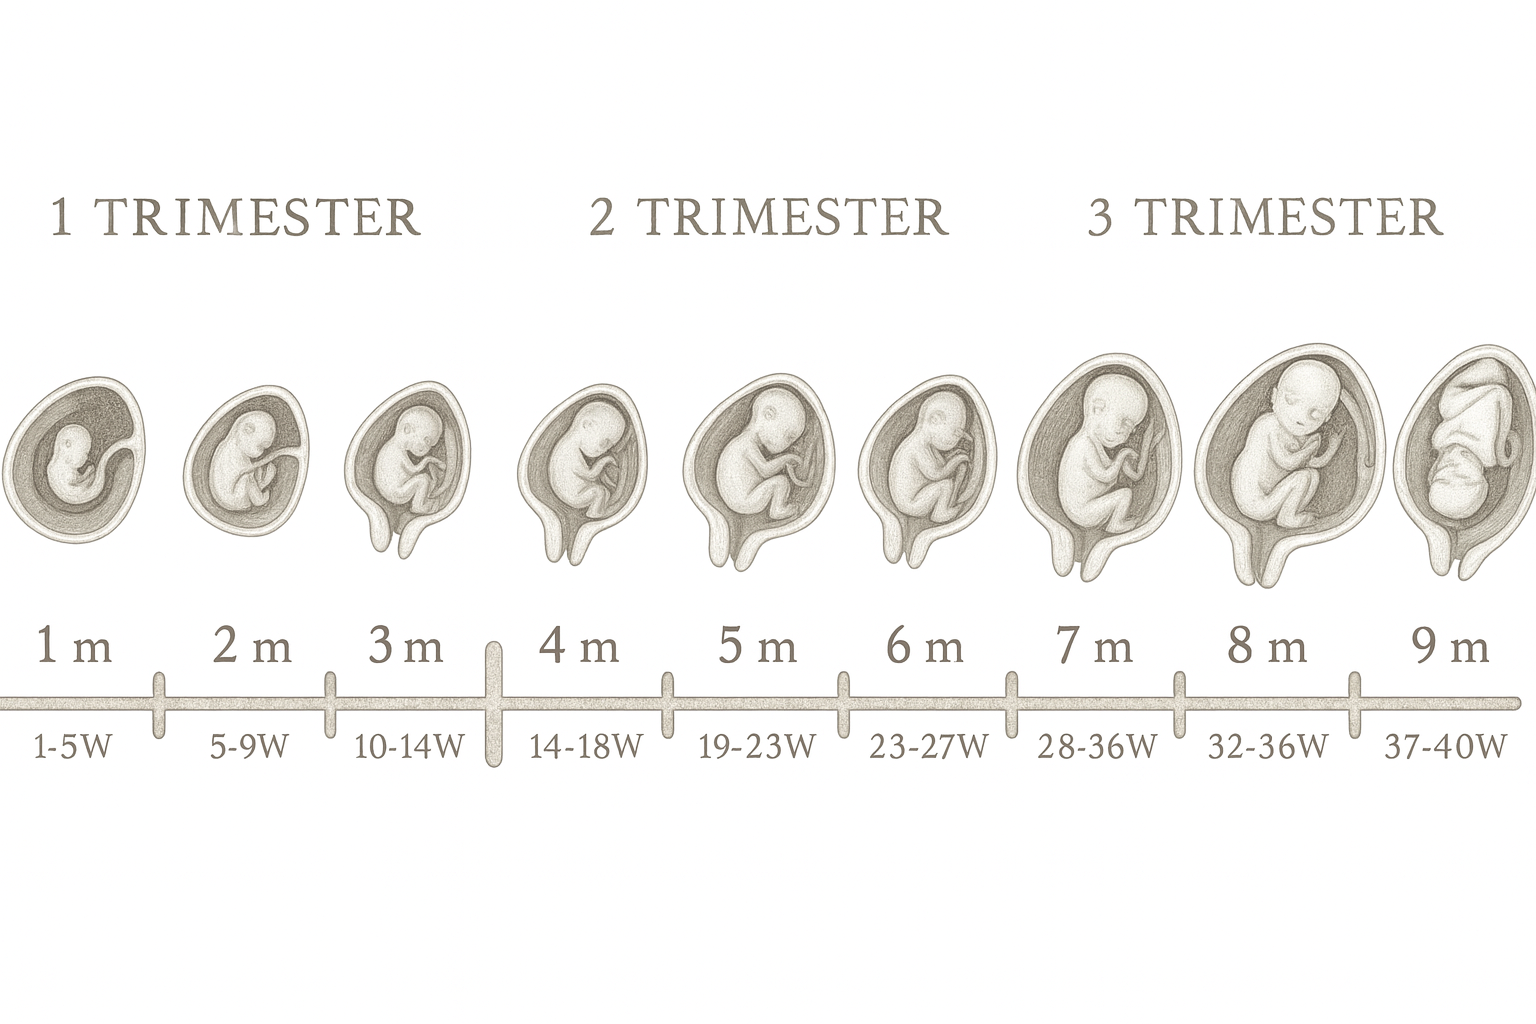 1 TRIMESTER
2 TRIMESTER
3 TRIMESTER
1 m
2 m
3 m
4 m
5 m
6 m
7 m
8 m
9 m
1-5W
5-9W
10-14W
14-18W
19-23W
23-27W
28-36W
32-36W
37-40W